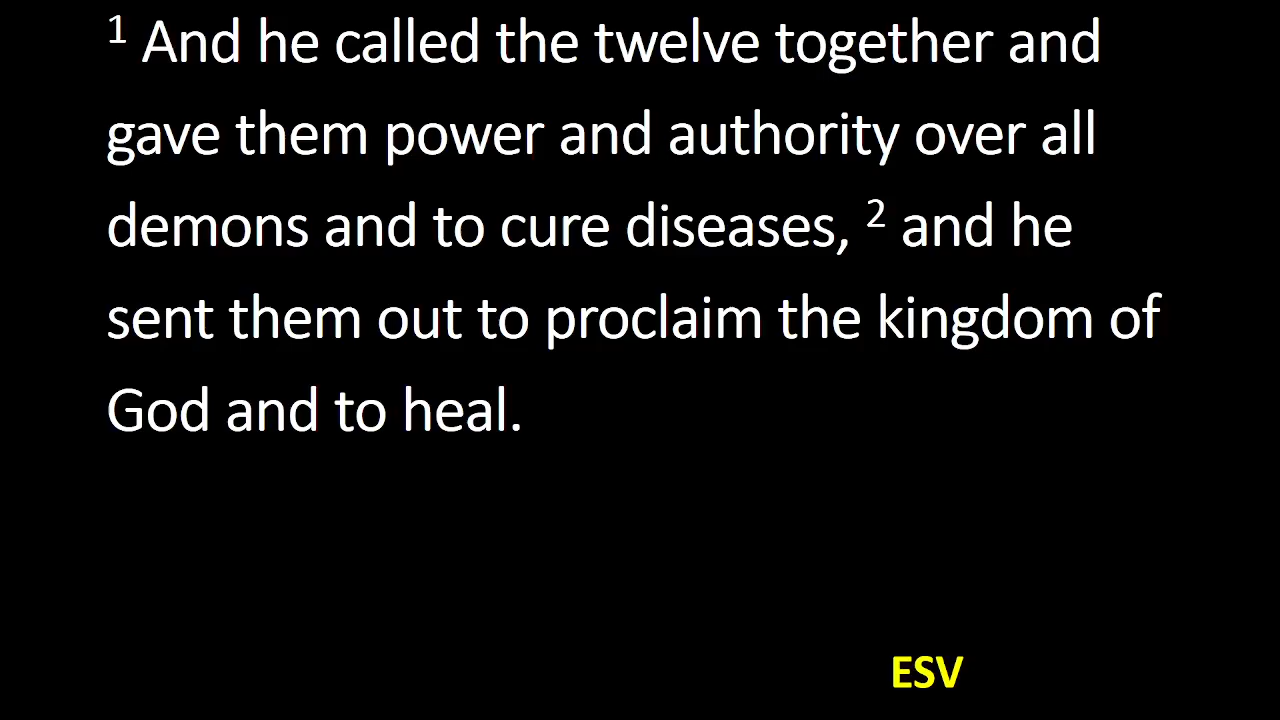 1 And he called the twelve together and
gave them power and authority over all
demons and to cure diseases, 2 and he
sent them out to proclaim the kingdom of
God and to heal.
ESV